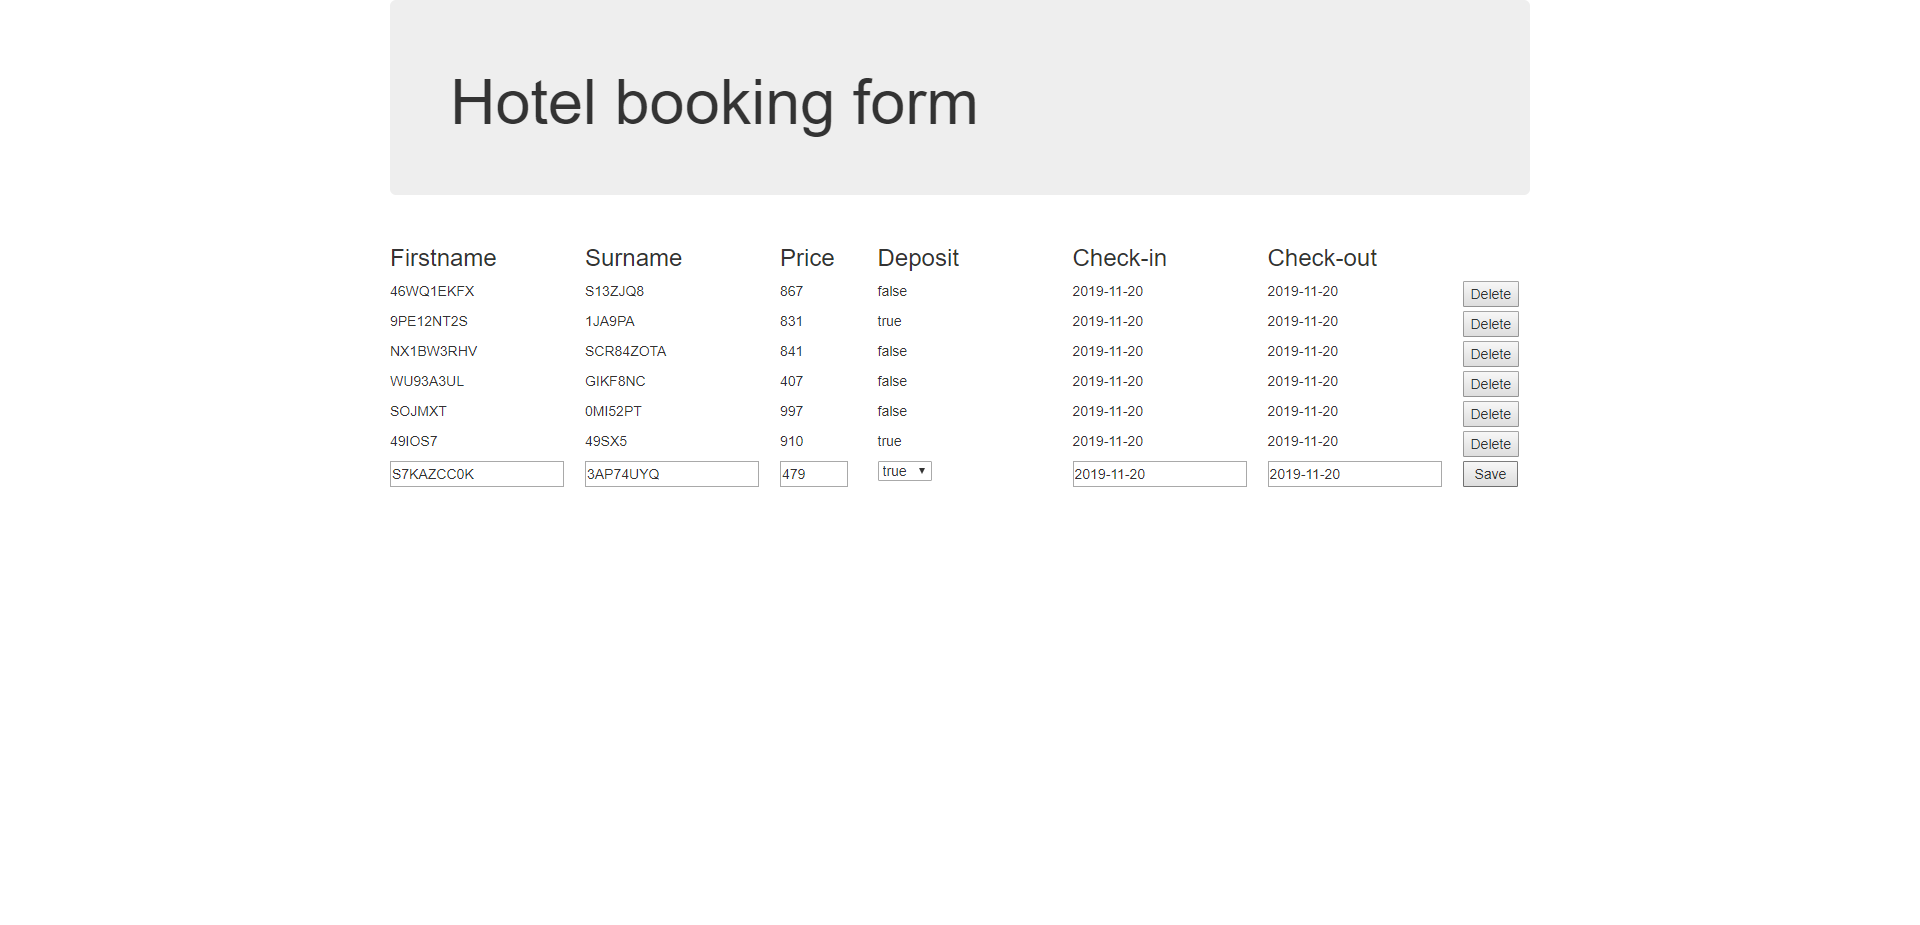 Hotel booking form
Firstname Surname Price Deposit Check-in Check-out
46WQ1EKFX S13ZJQ8 867 false 2019-11-20 2019-11-20 Delete
9PE12NT2S 1JA9PA 831 true 2019-11-20 2019-11-20 Delete
NX1BW3RHV SCR84ZOTA 841 false 2019-11-20 2019-11-20 Delete
WU93A3UL GIKF8NC 407 false 2019-11-20 2019-11-20 Delete
SOJMXT 0MI52PT 997 false 2019-11-20 2019-11-20 Delete
49IOS7 49SX5 910 true 2019-11-20 2019-11-20 Delete
S7KAZCC0K 3AP74UYQ 479 true 2019-11-20 2019-11-20 Save